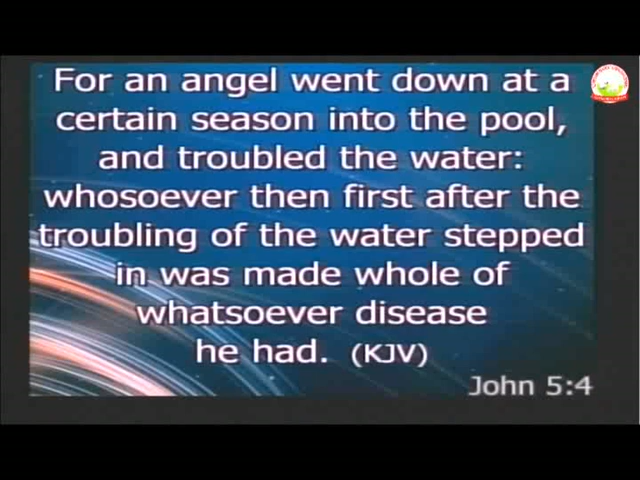 For an angel went down at a
certain season into the pool,
and troubled the water:
whosoever then first after the
troubling of the water stepped
in was made whole of
whatsoever disease
he had. (KJV)
John 5:4